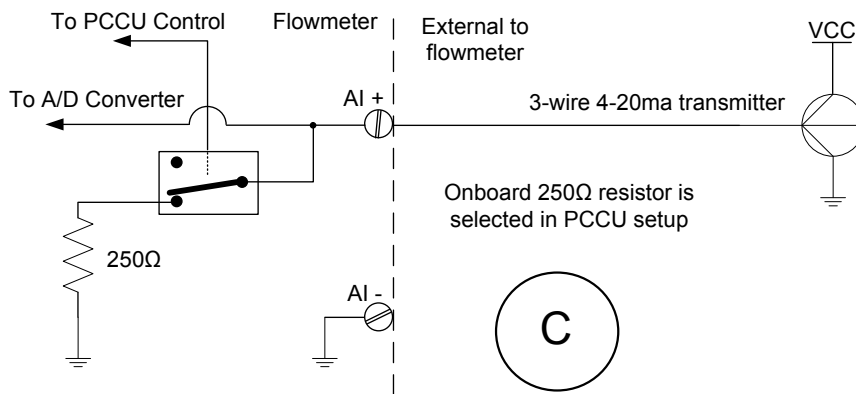 To PCCU Control
Flowmeter
External to
flowmeter
VCC
To A/D Converter
AI +
3-wire 4-20ma transmitter
Onboard 250Ω resistor is
selected in PCCU setup
250Ω
AI -
C